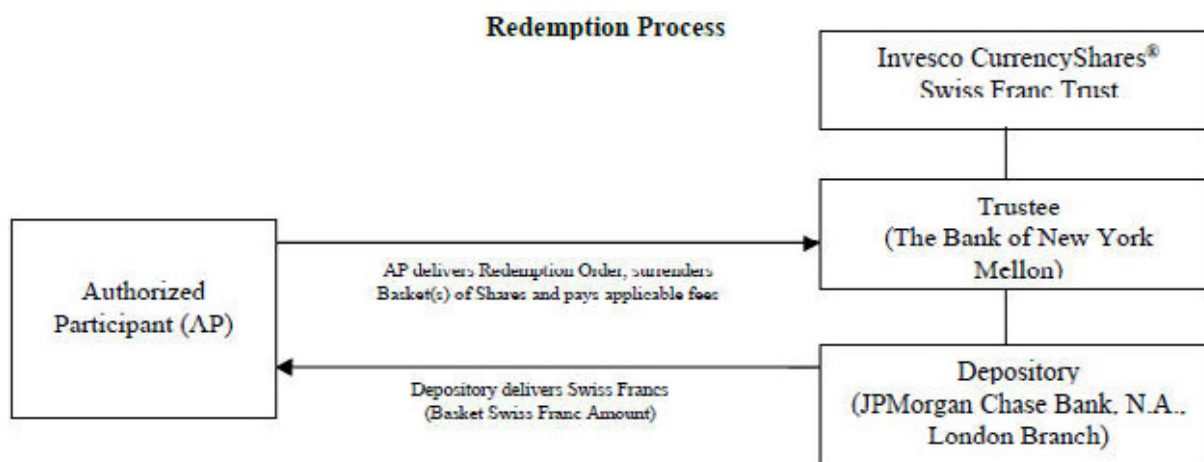 Redemption Process
Invesco CurrencyShares®
Swiss Franc Trust
Trustee
(The Bank of New York
Mellon)
AP delivers Redemption Order, surrenders
Basket(s) of Shares and pays applicable fees
Authorized
Participant (AP)
Depository delivers Swiss Francs
(Basket Swiss Franc Amount)
Depository
(JPMorgan Chase Bank, N.A.,
London Branch)